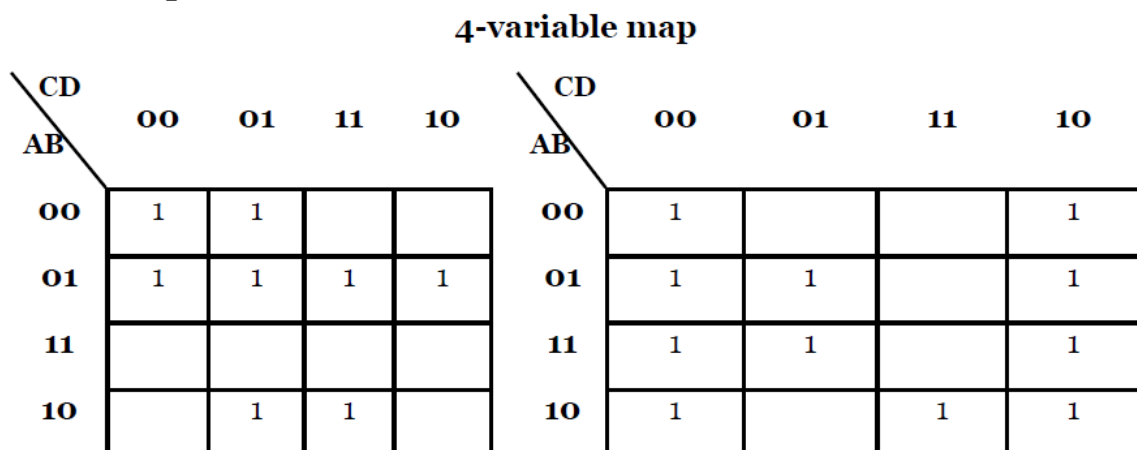 4-variable map
CD CD
00 01 11 10 00 01 11 10
AB AB
00 1 1 00 1 1
01 1 1 1 1 01 1 1 1
11 11 1 1 1
10 1 1 10 1 1 1